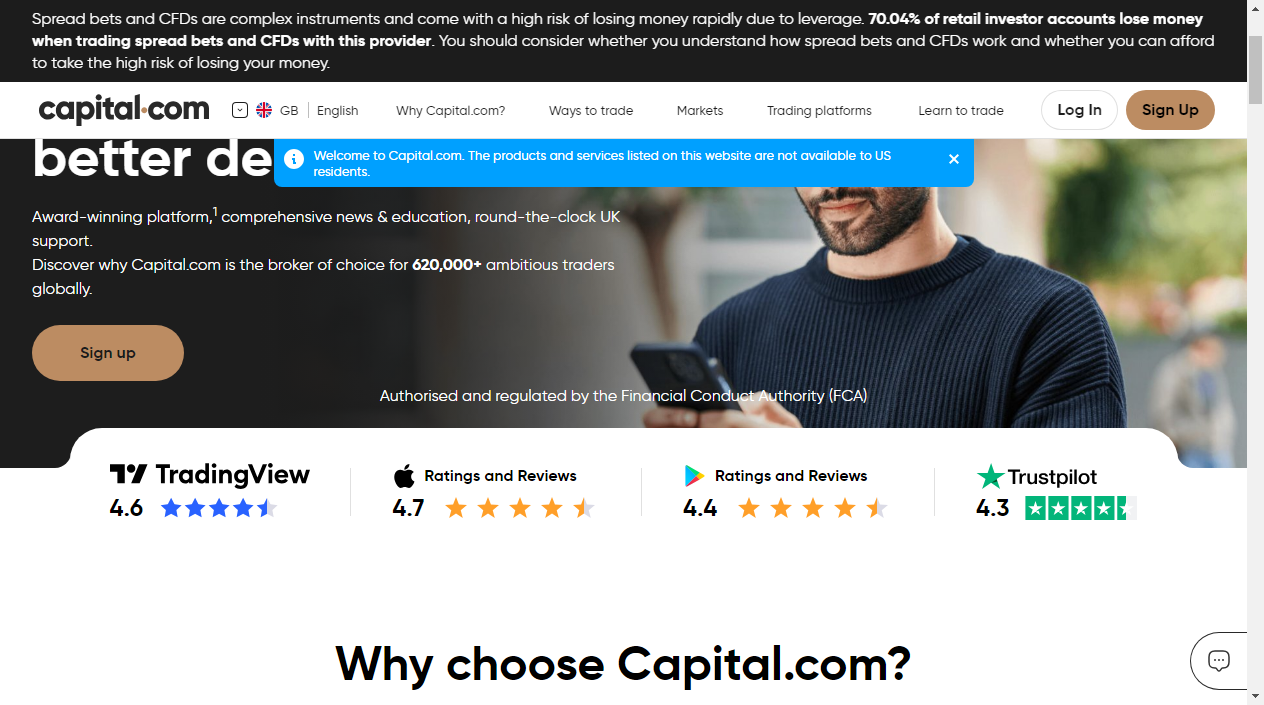 Spread bets and CFDs are complex instruments and come with a high risk of losing money rapidly due to leverage. 70.04% of retail investor accounts lose money
when trading spread bets and CFDs with this provider. You should consider whether you understand how spread bets and CFDs work and whether you can afford
to take the high risk of losing your money.
capital.com
GB English
Why Capital.com?
Ways to trade
Markets
Trading platforms
Learn to trade
Log In
Sign Up
better de
Welcome to Capital.com. The products and services listed on this website are not available to US
residents.
Award-winning platform,1 comprehensive news & education, round-the-clock UK
support.
Discover why Capital.com is the broker of choice for 620,000+ ambitious traders
globally.
Sign up
Authorised and regulated by the Financial Conduct Authority (FCA)
TradingView
4.6
Ratings and Reviews
4.7
Ratings and Reviews
4.4
Trustpilot
4.3
Why choose Capital.com?